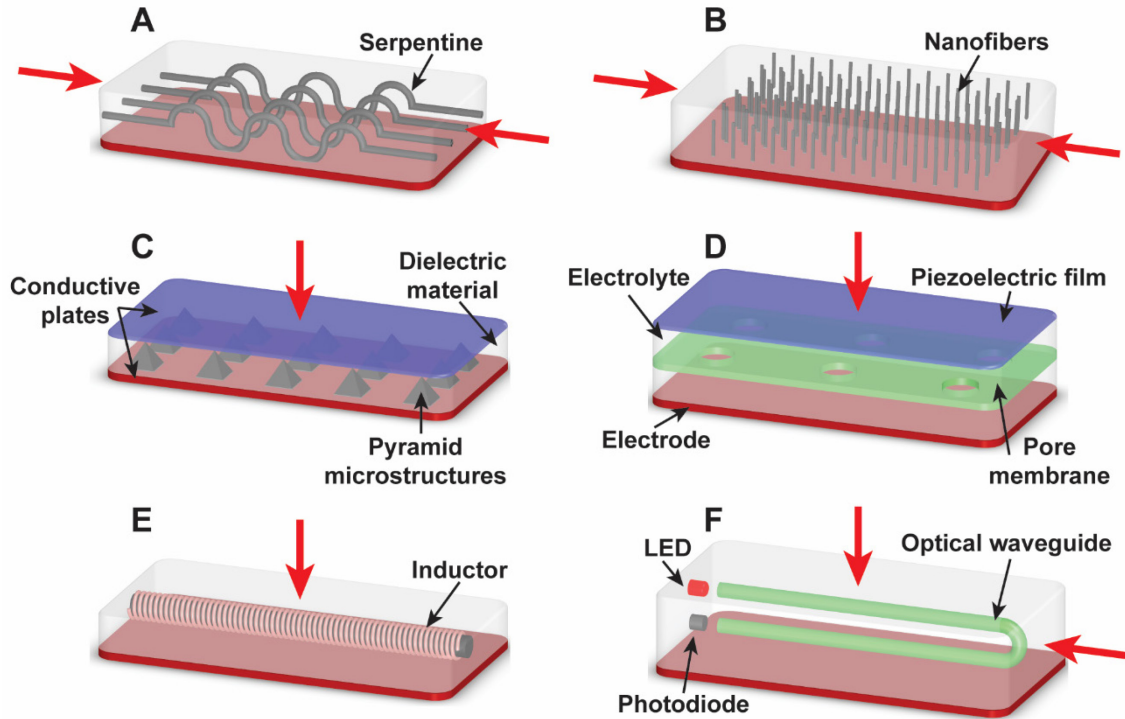 A
Serpentine
B
Nanofibers
C
Conductive
plates
Dielectric
material
Pyramid
microstructures
D
Electrolyte
Piezoelectric film
Electrode
Pore
membrane
E
Inductor
F
LED
Optical waveguide
Photodiode